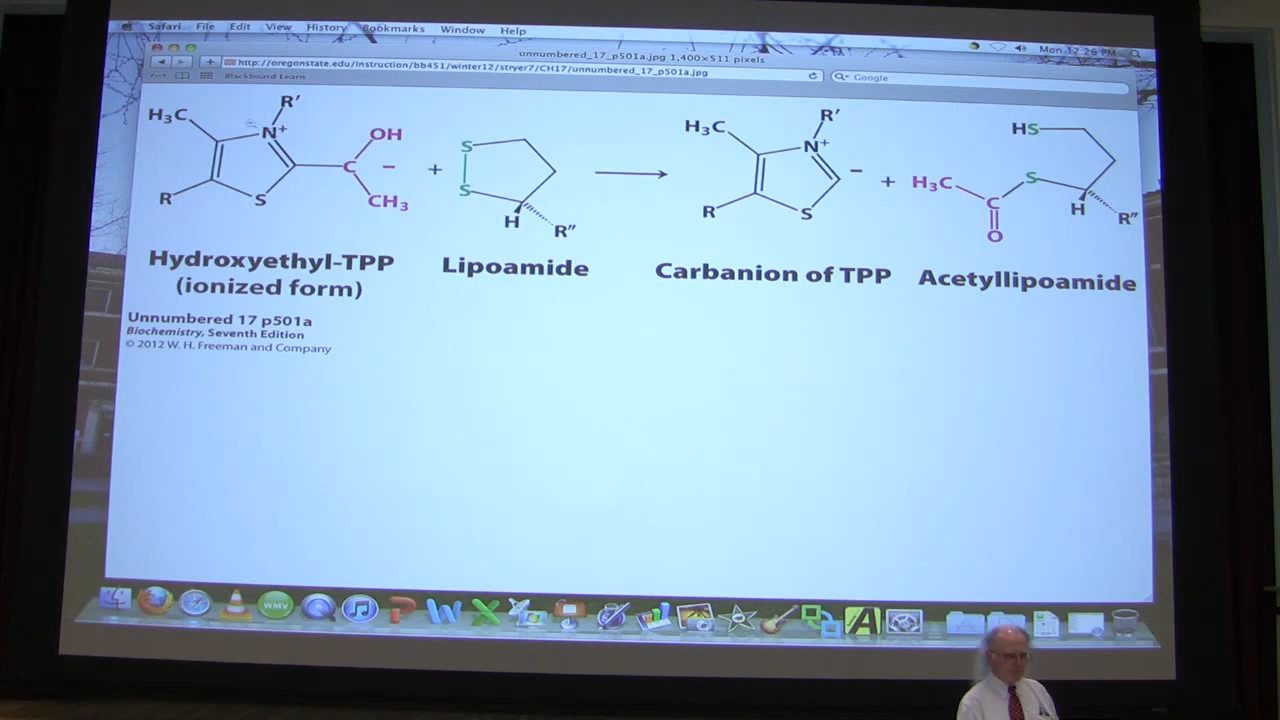 Safari File Edit View History Bookmarks Window Help Mon 12:26 PM
unnumbered_17_p501a.jpg 1,400×511 pixels
http://oregonstate.edu/instruction/bb451/winter12/stryer7/CH17/unnumbered_17_p501a.jpg Google
Blackboard Learn
H₃C R' N⁺ OH C − CH₃ S R + S S H R" → H₃C R' N⁺ − S R + HS S H₃C C O H R"
Hydroxyethyl-TPP
(ionized form)
Lipoamide
Carbanion of TPP
Acetyllipoamide
Unnumbered 17 p501a
Biochemistry, Seventh Edition
© 2012 W. H. Freeman and Company
WMV P W X A